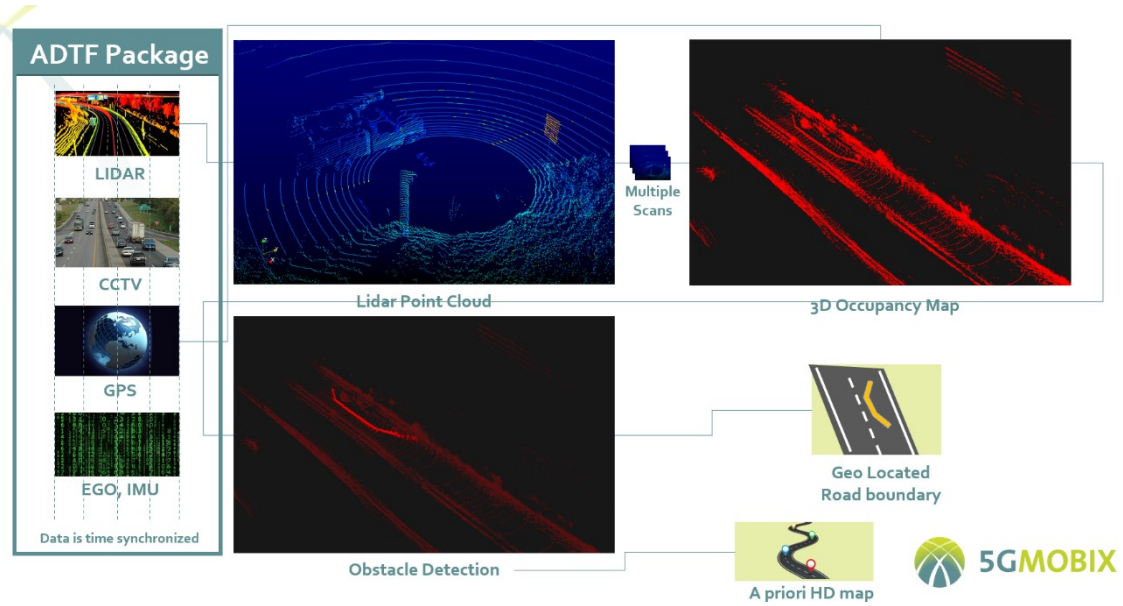 ADTF Package
LIDAR
CCTV
GPS
EGO, IMU
Data is time synchronized
Lidar Point Cloud
Multiple
Scans
3D Occupancy Map
Obstacle Detection
Geo Located
Road boundary
A priori HD map
5GMOBIX